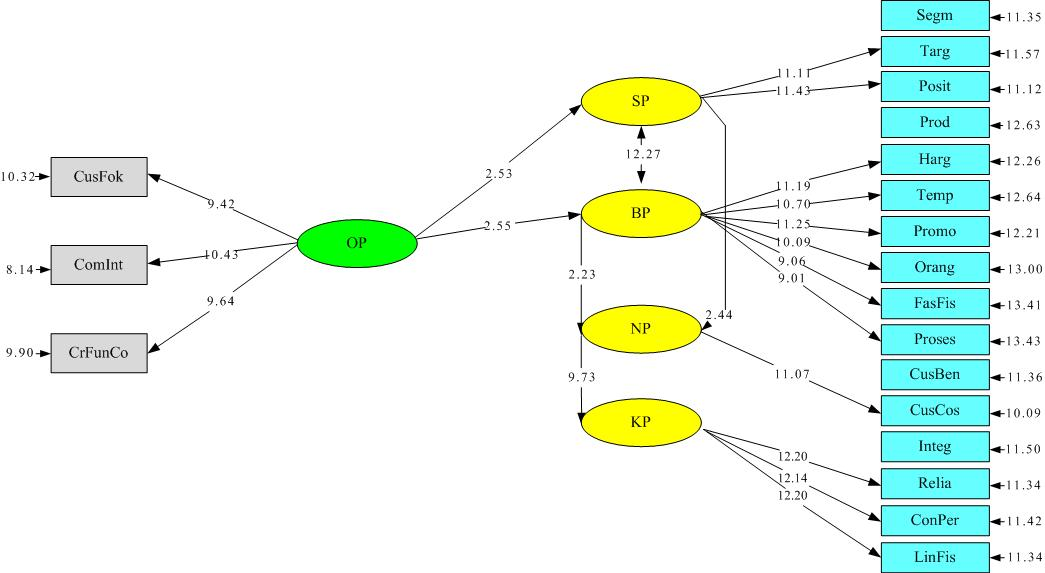 Segm
11.35
Targ
11.57
11.11
SP
Posit
11.43
11.12
Prod
12.63
12.27
Harg
12.26
10.32
CusFok
2.53
11.19
Temp
12.64
9.42
10.70
BP
2.55
11.25
Promo
12.21
OP
10.09
10.43
9.06
Orang
13.00
8.14
ComInt
2.23
9.01
9.64
FasFis
13.41
2.44
NP
Proses
13.43
9.90
CrFunCo
9.73
11.07
CusBen
11.36
CusCos
10.09
KP
Integ
11.50
12.20
12.14
Relia
11.34
12.20
ConPer
11.42
LinFis
11.34